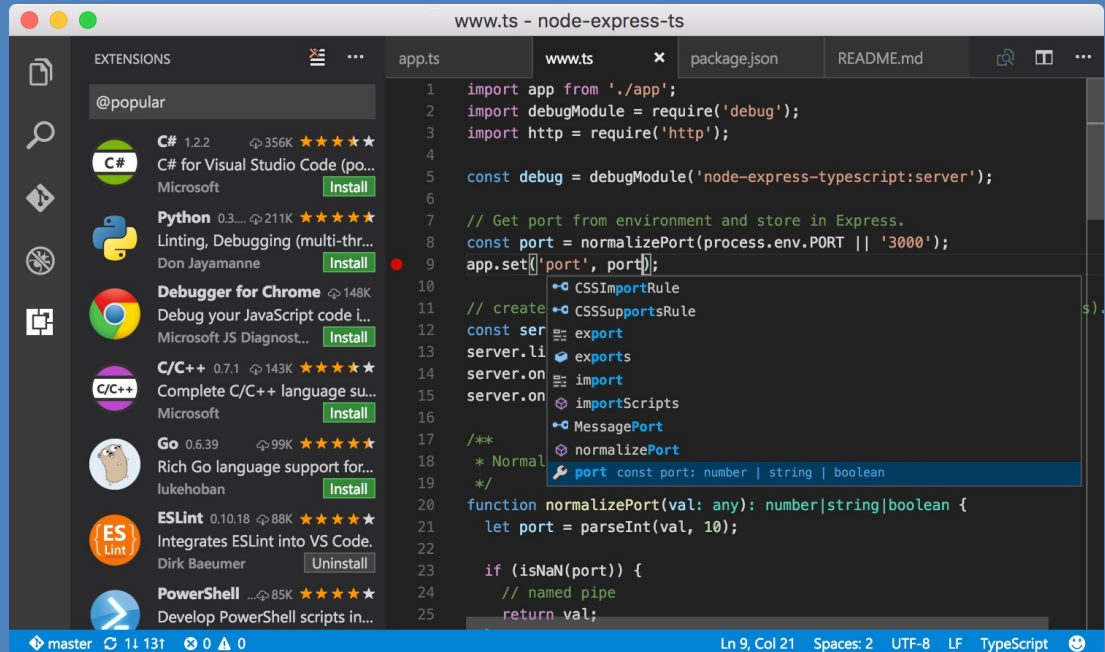 www.ts - node-express-ts
EXTENSIONS
@popular
C# 1.2.2 356K
C#
C# for Visual Studio Code (po...
Microsoft Install
Python 0.3.... 211K
Linting, Debugging (multi-thr...
Don Jayamanne Install
Debugger for Chrome 148K
Debug your JavaScript code i...
Microsoft JS Diagnost... Install
C/C++ 0.7.1 143K
C/C++
Complete C/C++ language su...
Microsoft Install
Go 0.6.39 99K
Rich Go language support for...
lukehoban Install
ESLint 0.10.18 88K
ES
Lint
Integrates ESLint into VS Code.
Dirk Baeumer Uninstall
PowerShell ... 85K
Develop PowerShell scripts in...
app.ts www.ts × package.json README.md
1 import app from './app';
2 import debugModule = require('debug');
3 import http = require('http');
4
5 const debug = debugModule('node-express-typescript:server');
6
7 // Get port from environment and store in Express.
8 const port = normalizePort(process.env.PORT || '3000');
9 app.set('port', port);
10
11 // create s).
12 const ser
13 server.li
14 server.on
15 server.on
16
17 /**
18 * Normal
19 */
CSSImportRule
CSSSupportsRule
export
exports
import
importScripts
MessagePort
normalizePort
port const port: number | string | boolean
20 function normalizePort(val: any): number|string|boolean {
21 let port = parseInt(val, 10);
22
23 if (isNaN(port)) {
24 // named pipe
25 return val;
master 1↓ 13↑ 0 0 Ln 9, Col 21 Spaces: 2 UTF-8 LF TypeScript